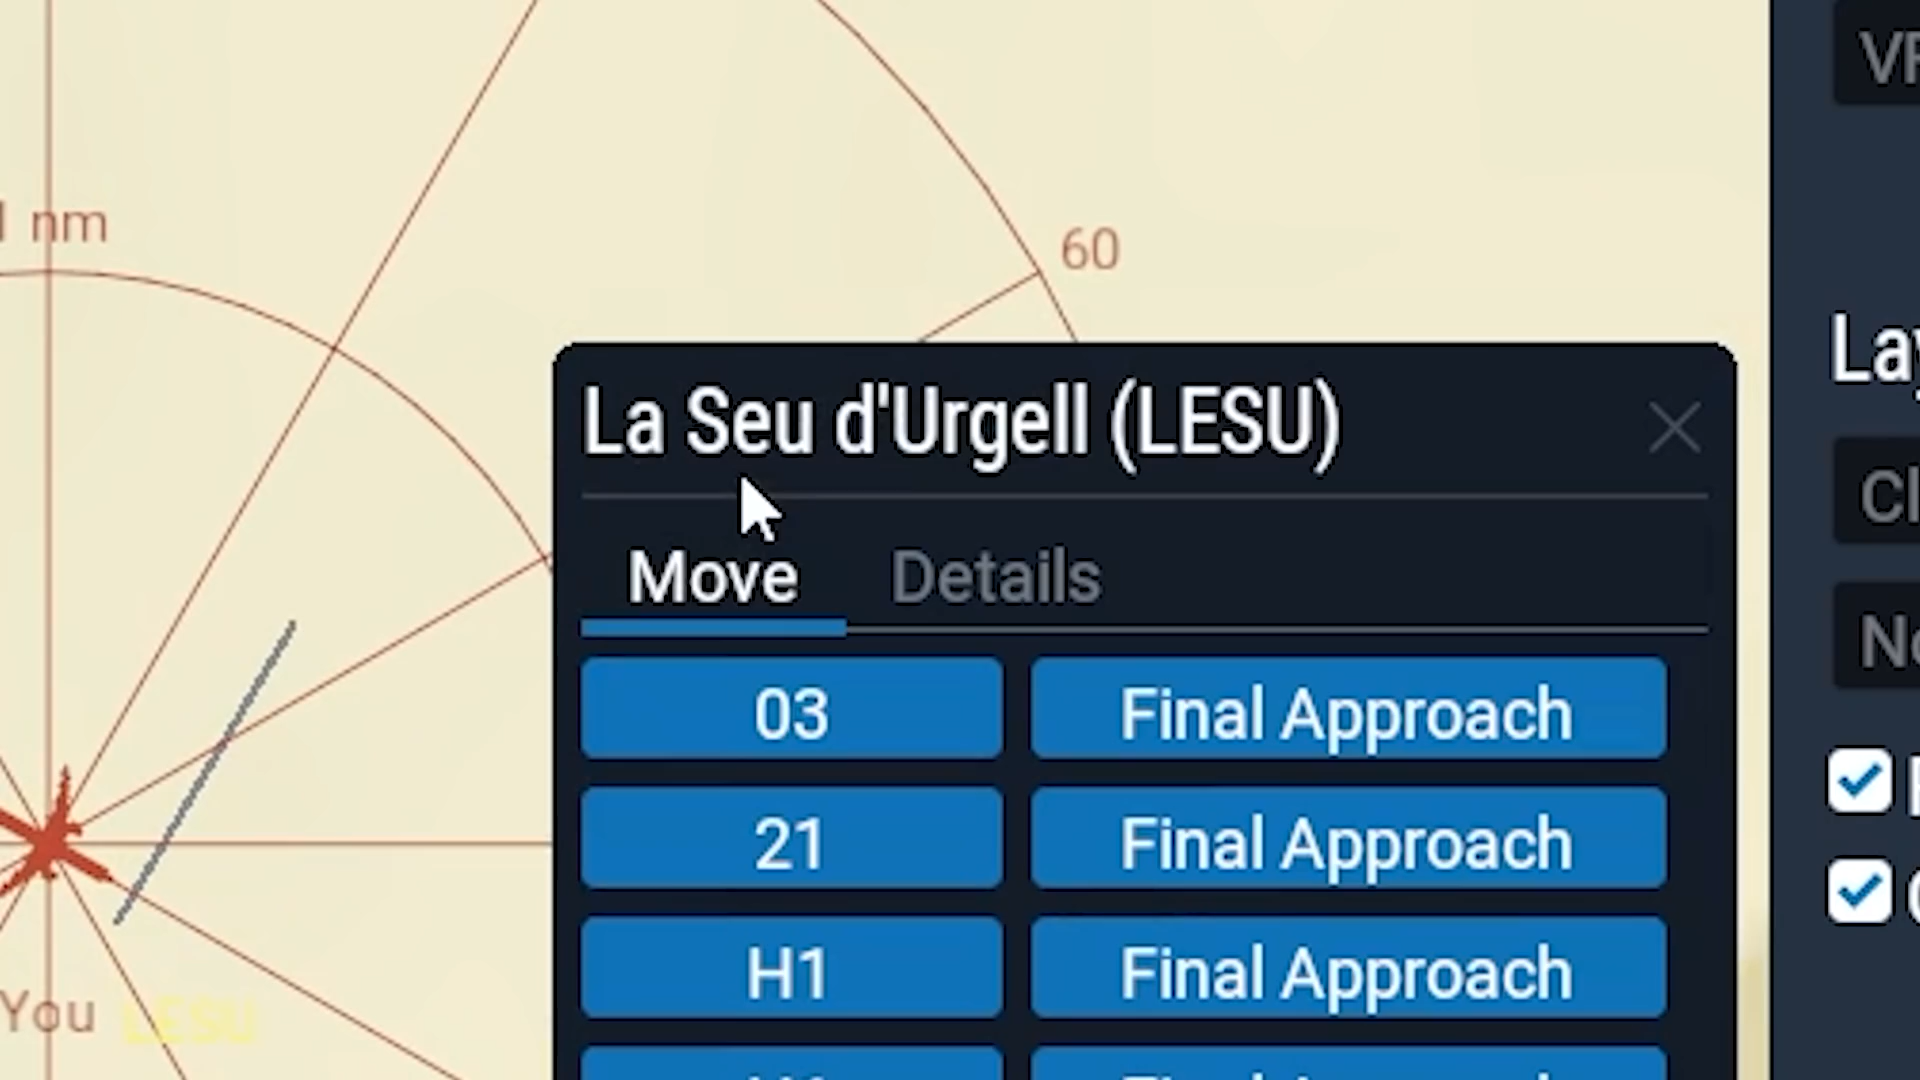 nm
60
La Seu d'Urgell (LESU)
Move Details
03 Final Approach
21 Final Approach
H1 Final Approach
You LESU